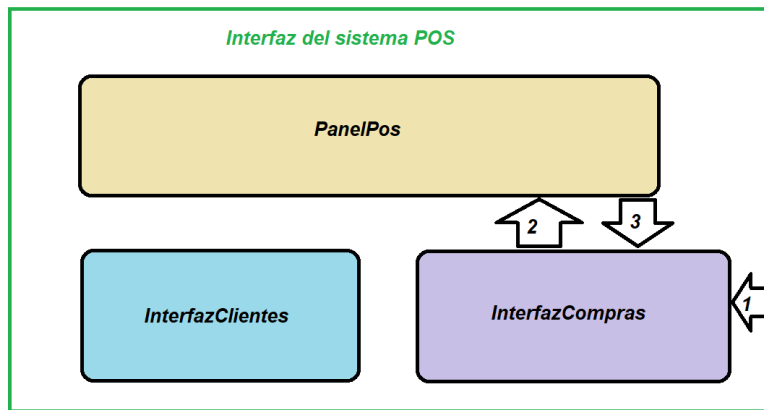 Interfaz del sistema POS
PanelPos
2
3
InterfazClientes
InterfazCompras
1